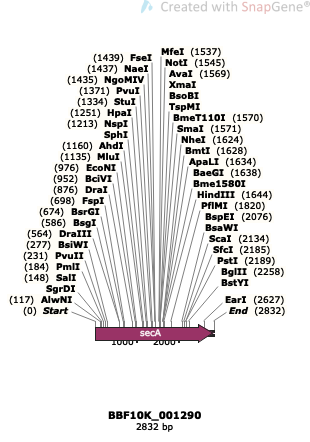 Created with SnapGene®
(1439) FseI
(1437) NaeI
(1435) NgoMIV
(1371) PvuI
(1334) StuI
(1251) HpaI
(1213) NspI
SphI
(1160) AhdI
(1135) MluI
(976) EcoNI
(952) BciVI
(876) DraI
(698) FspI
(674) BsrGI
(586) BsgI
(564) DraIII
(277) BsiWI
(231) PvuII
(184) PmlI
(148) SalI
SgrDI
(117) AlwNI
(0) Start
MfeI (1537)
NotI (1545)
AvaI (1569)
XmaI
BsoBI
TspMI
BmeT110I (1570)
SmaI (1571)
NheI (1624)
BmtI (1628)
ApaLI (1634)
BaeGI (1638)
Bme1580I
HindIII (1644)
PflMI (1820)
BspEI (2076)
BsaWI
ScaI (2134)
SfcI (2185)
PstI (2189)
BglII (2258)
BstYI
EarI (2627)
End (2832)
secA
1000
2000
BBF10K_001290
2832 bp